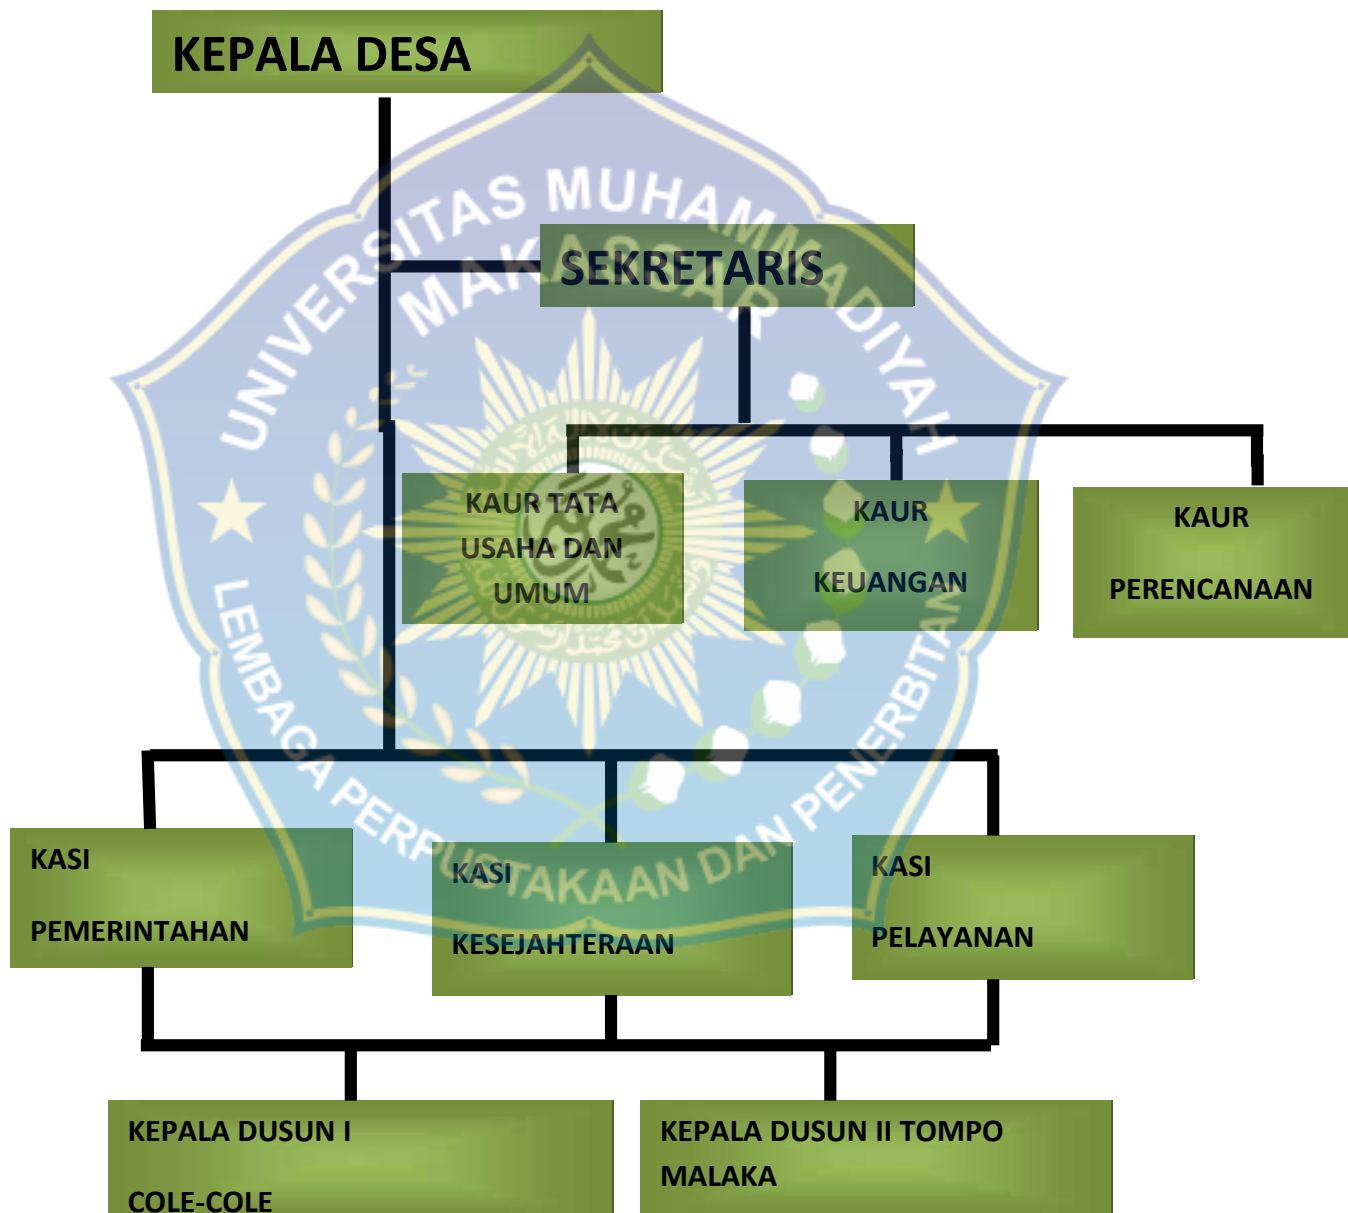 KEPALA DESA
UNIVERSITAS MUHAMMADIYAH
MAKASSAR
SEKRETARIS
KAUR TATA
USAHA DAN
UMUM
KAUR
KEUANGAN
KAUR
PERENCANAAN
LEMBAGA PERPUSTAKAAN DAN PENERBITAN
KASI
PEMERINTAHAN
KASI
KESEJAHTERAAN
KASI
PELAYANAN
KEPALA DUSUN I
COLE-COLE
KEPALA DUSUN II TOMPO
MALAKA